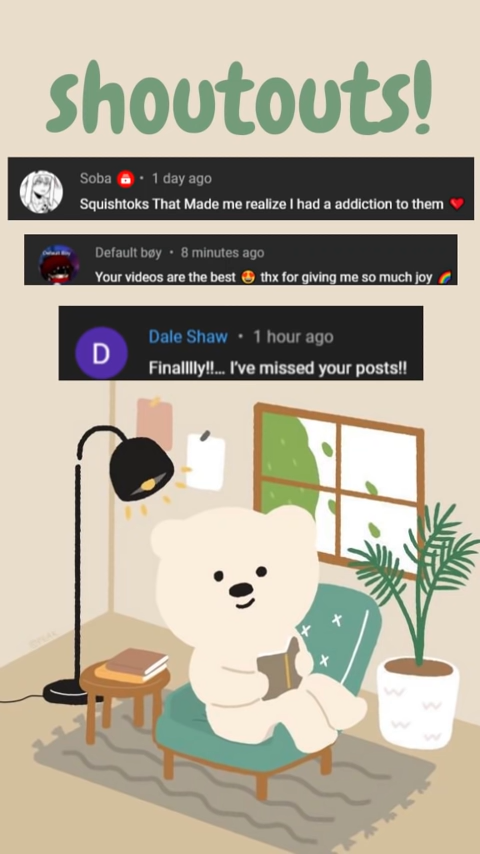 shoutouts!
Soba • 1 day ago
Squishtoks That Made me realize I had a addiction to them ❤️
Default bøy • 8 minutes ago
Your videos are the best 😍 thx for giving me so much joy 🌈
D
Dale Shaw • 1 hour ago
Finalllly!!... I've missed your posts!!